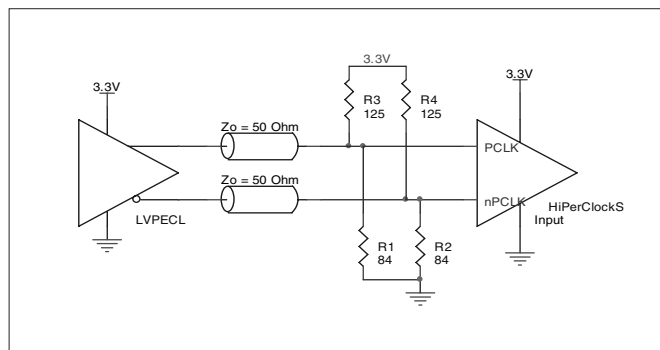 3.3V
3.3V
3.3V
R3
125
R4
125
Zo = 50 Ohm
PCLK
Zo = 50 Ohm
nPCLK
HiPerClockS
Input
LVPECL
R1
84
R2
84